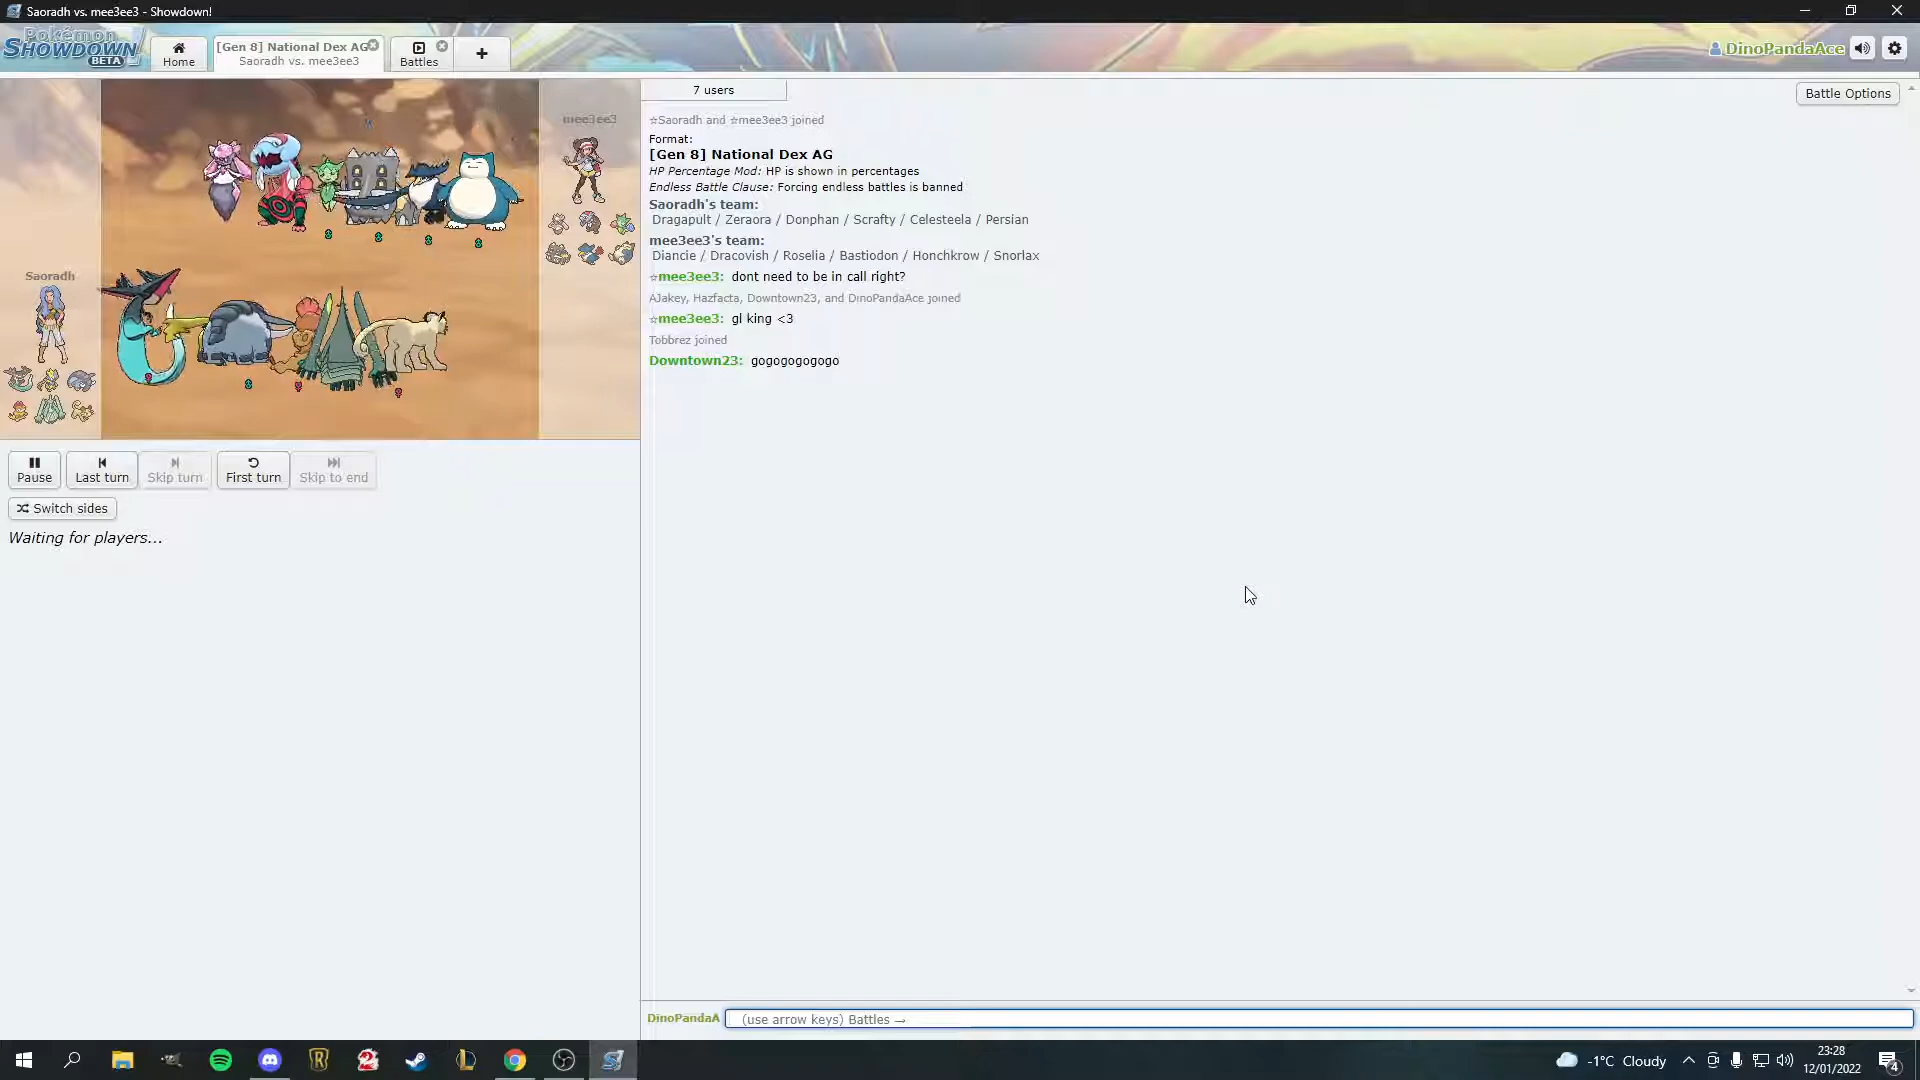 Saoradh vs. mee3ee3 - Showdown!
Pokémon
SHOWDOWN!
BETA
Home
[Gen 8] National Dex AG
Saoradh vs. mee3ee3
Battles
+
DinoPandaAce
7 users
Battle Options
☆Saoradh and ☆mee3ee3 joined
Format:
[Gen 8] National Dex AG
HP Percentage Mod: HP is shown in percentages
Endless Battle Clause: Forcing endless battles is banned
Saoradh's team:
Dragapult / Zeraora / Donphan / Scrafty / Celesteela / Persian
mee3ee3's team:
Diancie / Dracovish / Roselia / Bastiodon / Honchkrow / Snorlax
☆mee3ee3: dont need to be in call right?
AJakey, Hazfacta, Downtown23, and DinoPandaAce joined
☆mee3ee3: gl king <3
Tobbrez joined
Downtown23: gogogogogogo
mee3ee3
Saoradh
Pause
Last turn
Skip turn
First turn
Skip to end
Switch sides
Waiting for players...
DinoPandaA
(use arrow keys) Battles →
-1°C Cloudy
23:28
12/01/2022
4